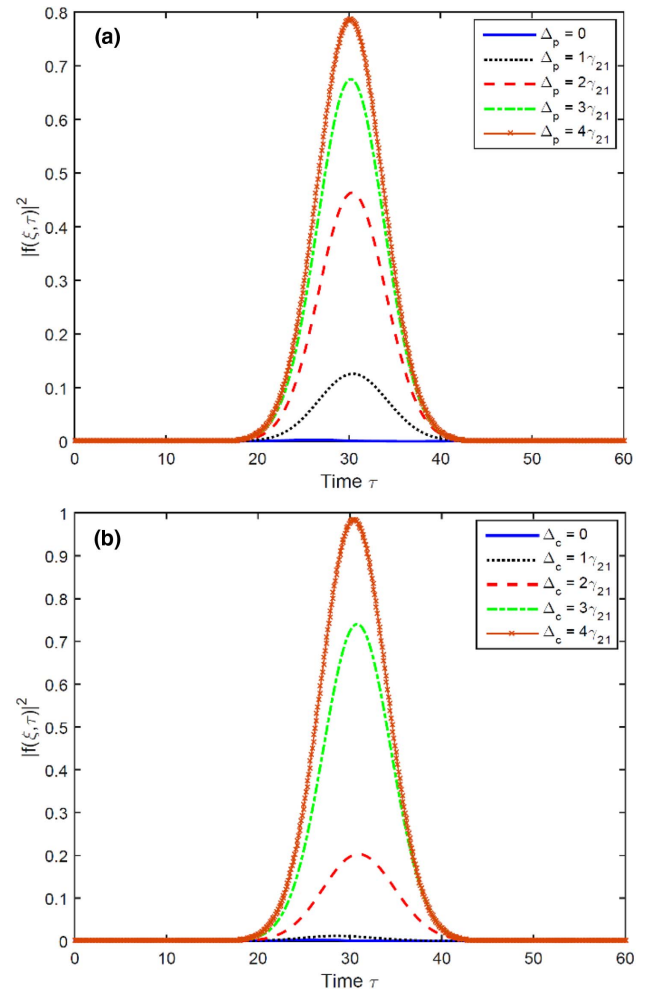 (a)
Δp = 0
Δp = 1γ21
Δp = 2γ21
Δp = 3γ21
Δp = 4γ21
0.8
0.7
0.6
0.5
0.4
0.3
0.2
0.1
0
|f(ξ,τ)|²
0 10 20 30 40 50 60
Time τ
(b)
Δc = 0
Δc = 1γ21
Δc = 2γ21
Δc = 3γ21
Δc = 4γ21
1
0.9
0.8
0.7
0.6
0.5
0.4
0.3
0.2
0.1
0
|f(ξ,τ)|²
0 10 20 30 40 50 60
Time τ